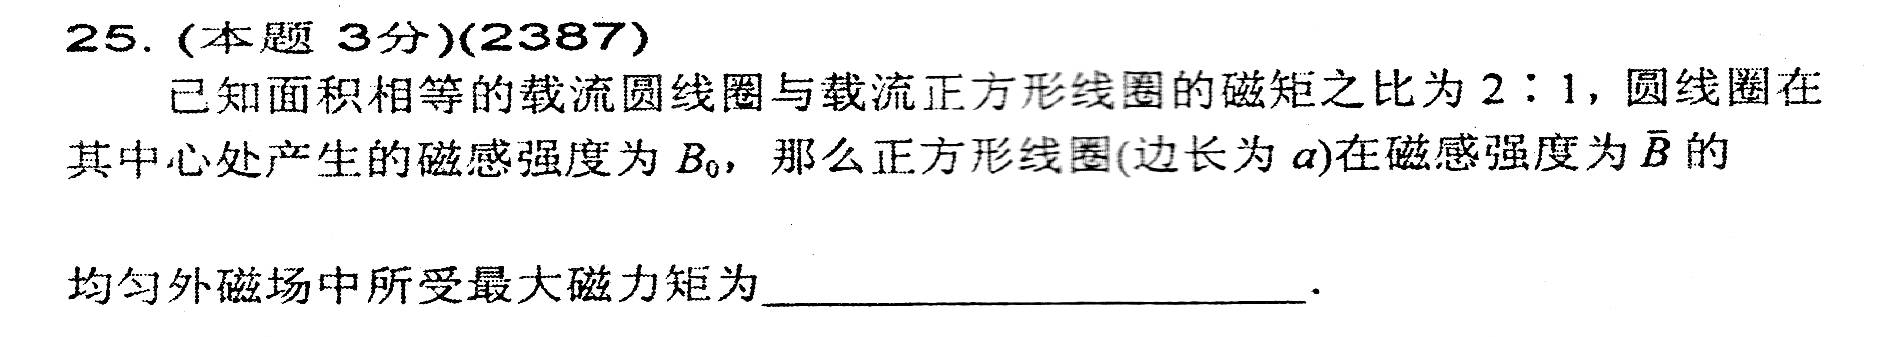 25. (本题 3分)(2387)
已知面积相等的载流圆线圈与载流正方形线圈的磁矩之比为 2∶1，圆线圈在
其中心处产生的磁感强度为 B₀，那么正方形线圈(边长为 a)在磁感强度为 B̄ 的
均匀外磁场中所受最大磁力矩为____________________．